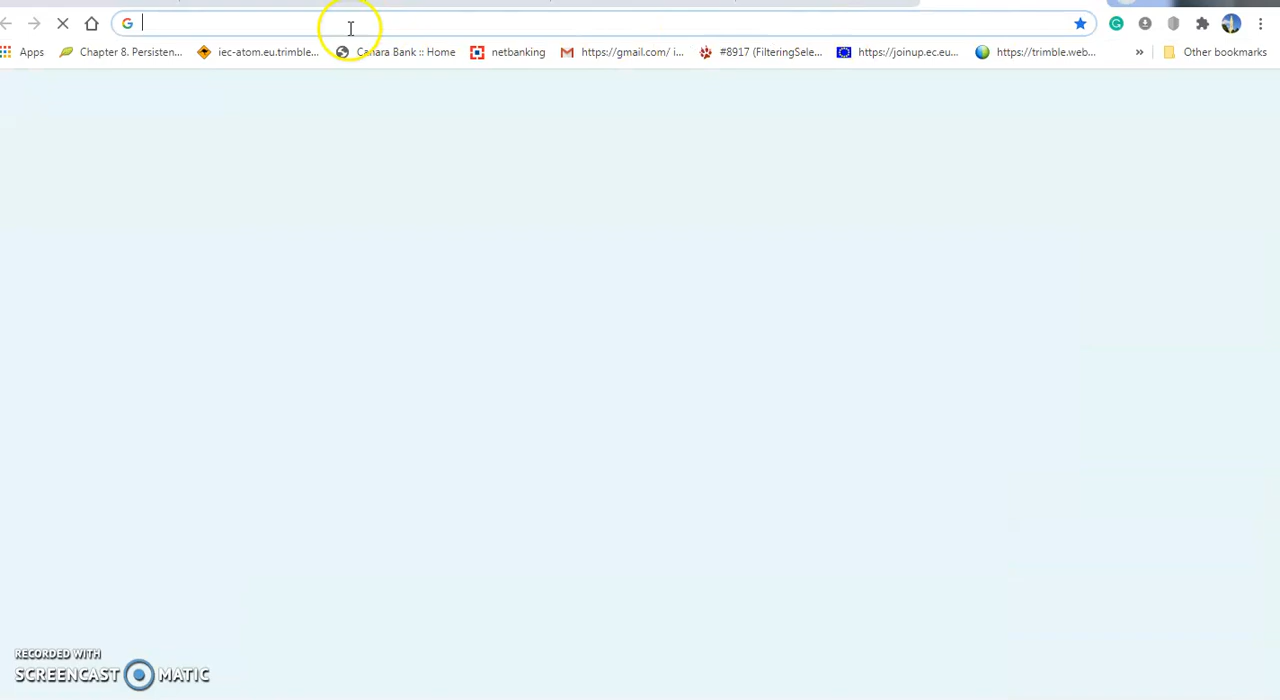 Apps Chapter 8. Persisten... iec-atom.eu.trimble... Canara Bank :: Home netbanking https://gmail.com/ i... #8917 (FilteringSele... https://joinup.ec.eu... https://trimble.web... » Other bookmarks
RECORDED WITH
SCREENCAST MATIC